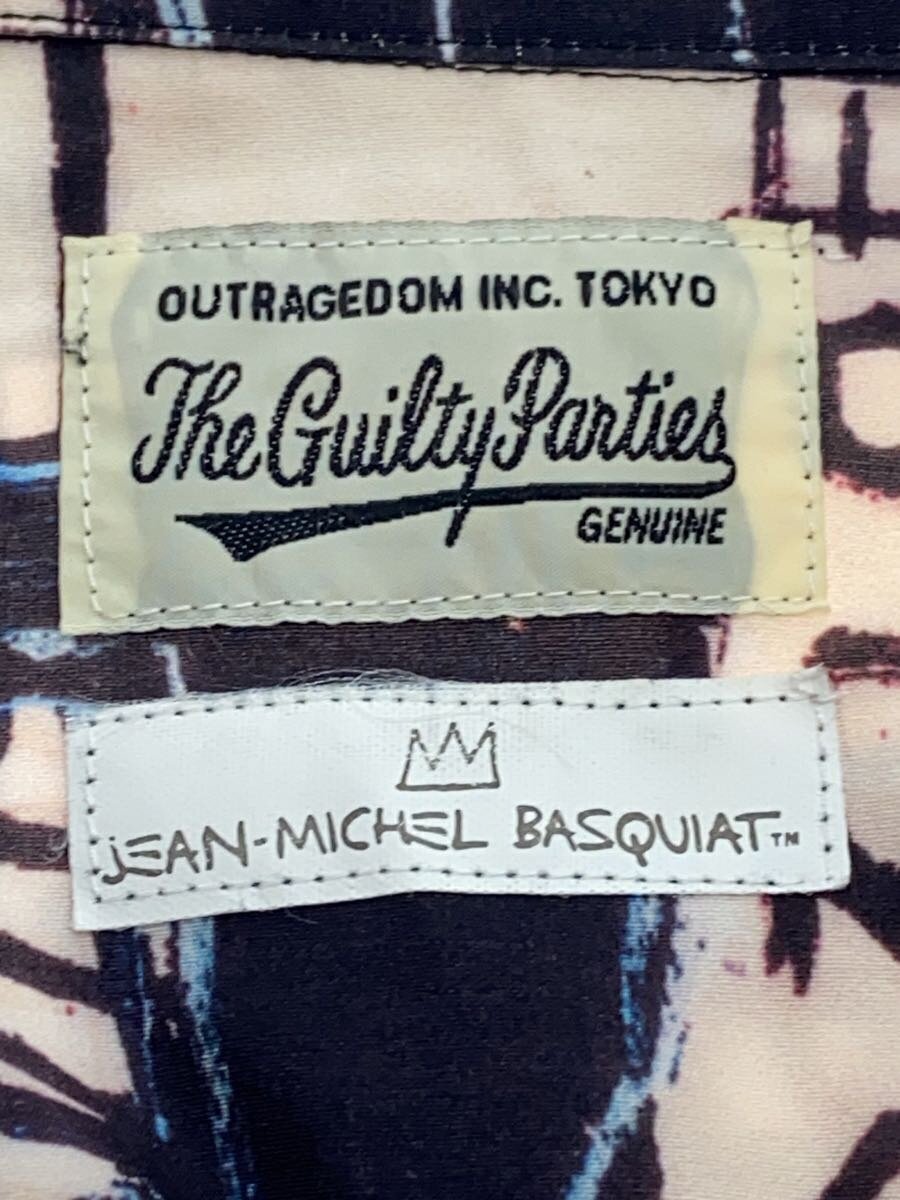 OUTRAGEDOM INC. TOKYO
The Guilty Parties
GENUINE
jEAN-MICHEL BASQUIAT™